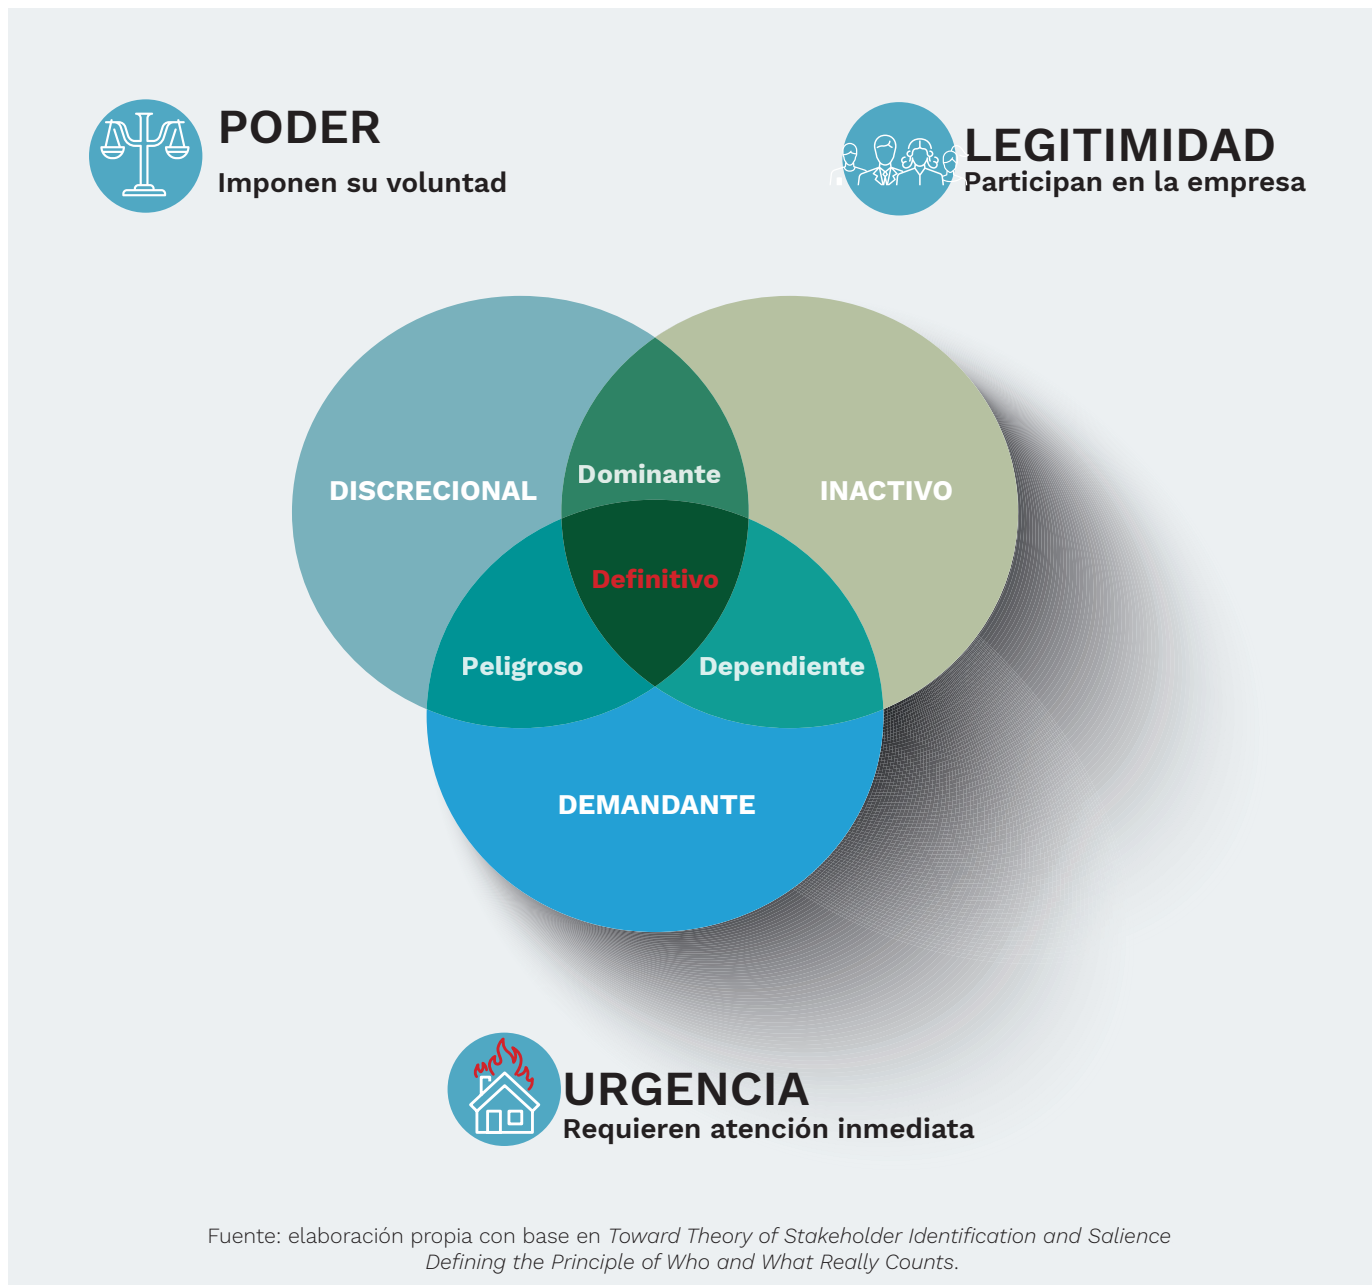 PODER
Imponen su voluntad
LEGITIMIDAD
Participan en la empresa
Dominante
DISCRECIONAL
INACTIVO
Definitivo
Peligroso
Dependiente
DEMANDANTE
URGENCIA
Requieren atención inmediata
Fuente: elaboración propia con base en Toward Theory of Stakeholder Identification and Salience
Defining the Principle of Who and What Really Counts.